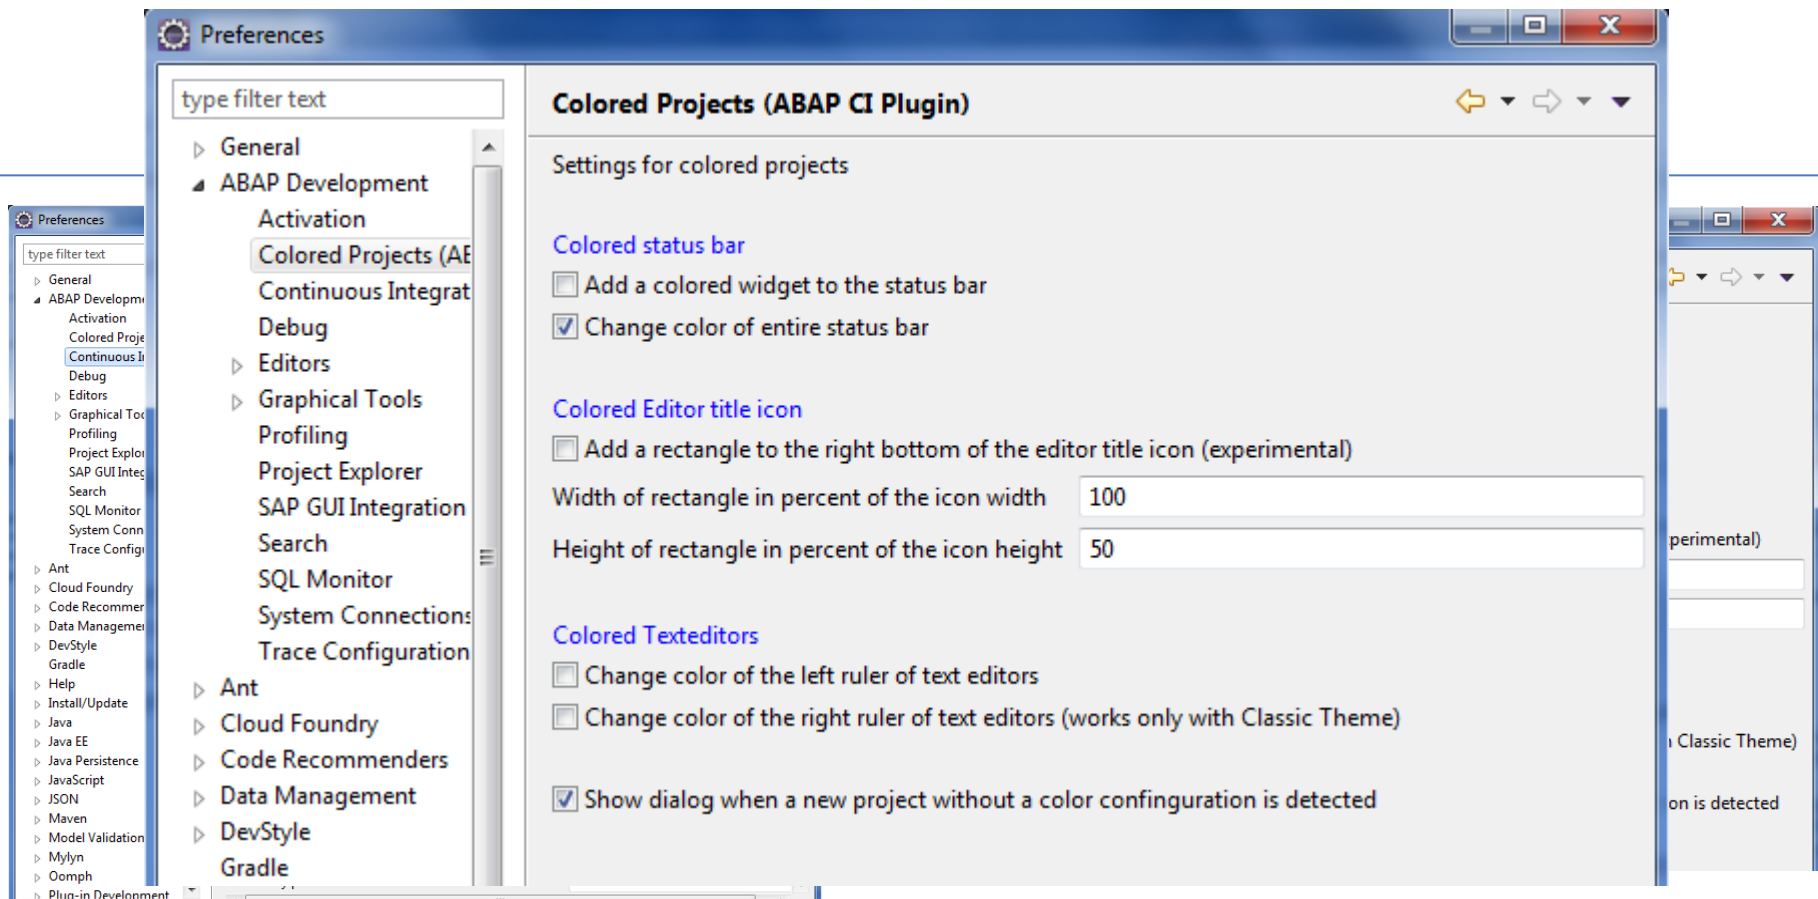 Preferences
type filter text
General
ABAP Development
Activation
Colored Projects (AB
Continuous Integrat
Debug
Editors
Graphical Tools
Profiling
Project Explorer
SAP GUI Integration
Search
SQL Monitor
System Connections
Trace Configuration
Ant
Cloud Foundry
Code Recommenders
Data Management
DevStyle
Gradle
Colored Projects (ABAP CI Plugin)
Settings for colored projects
Colored status bar
Add a colored widget to the status bar
Change color of entire status bar
Colored Editor title icon
Add a rectangle to the right bottom of the editor title icon (experimental)
Width of rectangle in percent of the icon width 100
Height of rectangle in percent of the icon height 50
Colored Texteditors
Change color of the left ruler of text editors
Change color of the right ruler of text editors (works only with Classic Theme)
Show dialog when a new project without a color confinguration is detected
Preferences
type filter text
General
ABAP Developme
Activation
Colored Proje
Continuous I
Debug
Editors
Graphical Too
Profiling
Project Explor
SAP GUI Integ
Search
SQL Monitor
System Conn
Trace Configu
Ant
Cloud Foundry
Code Recommen
Data Managemen
DevStyle
Gradle
Help
Install/Update
Java
Java EE
Java Persistence
JavaScript
JSON
Maven
Model Validation
Mylyn
Oomph
Plug-in Development
perimental)
Classic Theme)
on is detected